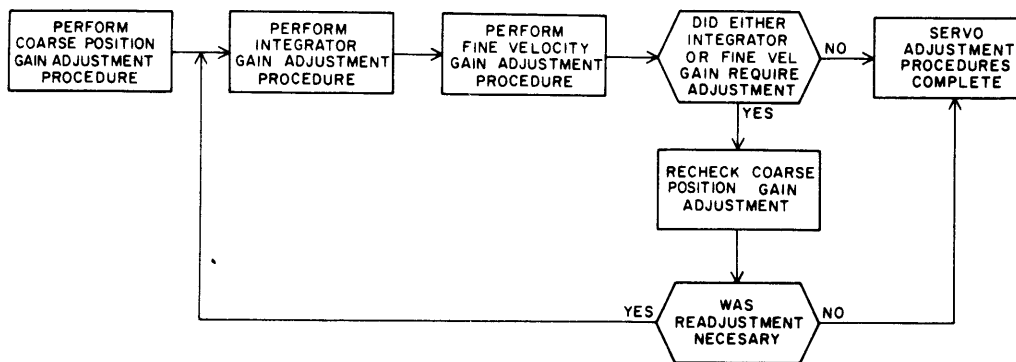 PERFORM
COARSE POSITION
GAIN ADJUSTMENT
PROCEDURE
PERFORM
INTEGRATOR
GAIN ADJUSTMENT
PROCEDURE
PERFORM
FINE VELOCITY
GAIN ADJUSTMENT
PROCEDURE
DID EITHER
INTEGRATOR
OR FINE VEL
GAIN REQUIRE
ADJUSTMENT
NO
SERVO
ADJUSTMENT
PROCEDURES
COMPLETE
YES
RECHECK COARSE
POSITION GAIN
ADJUSTMENT
YES
WAS
READJUSTMENT
NECESARY
NO